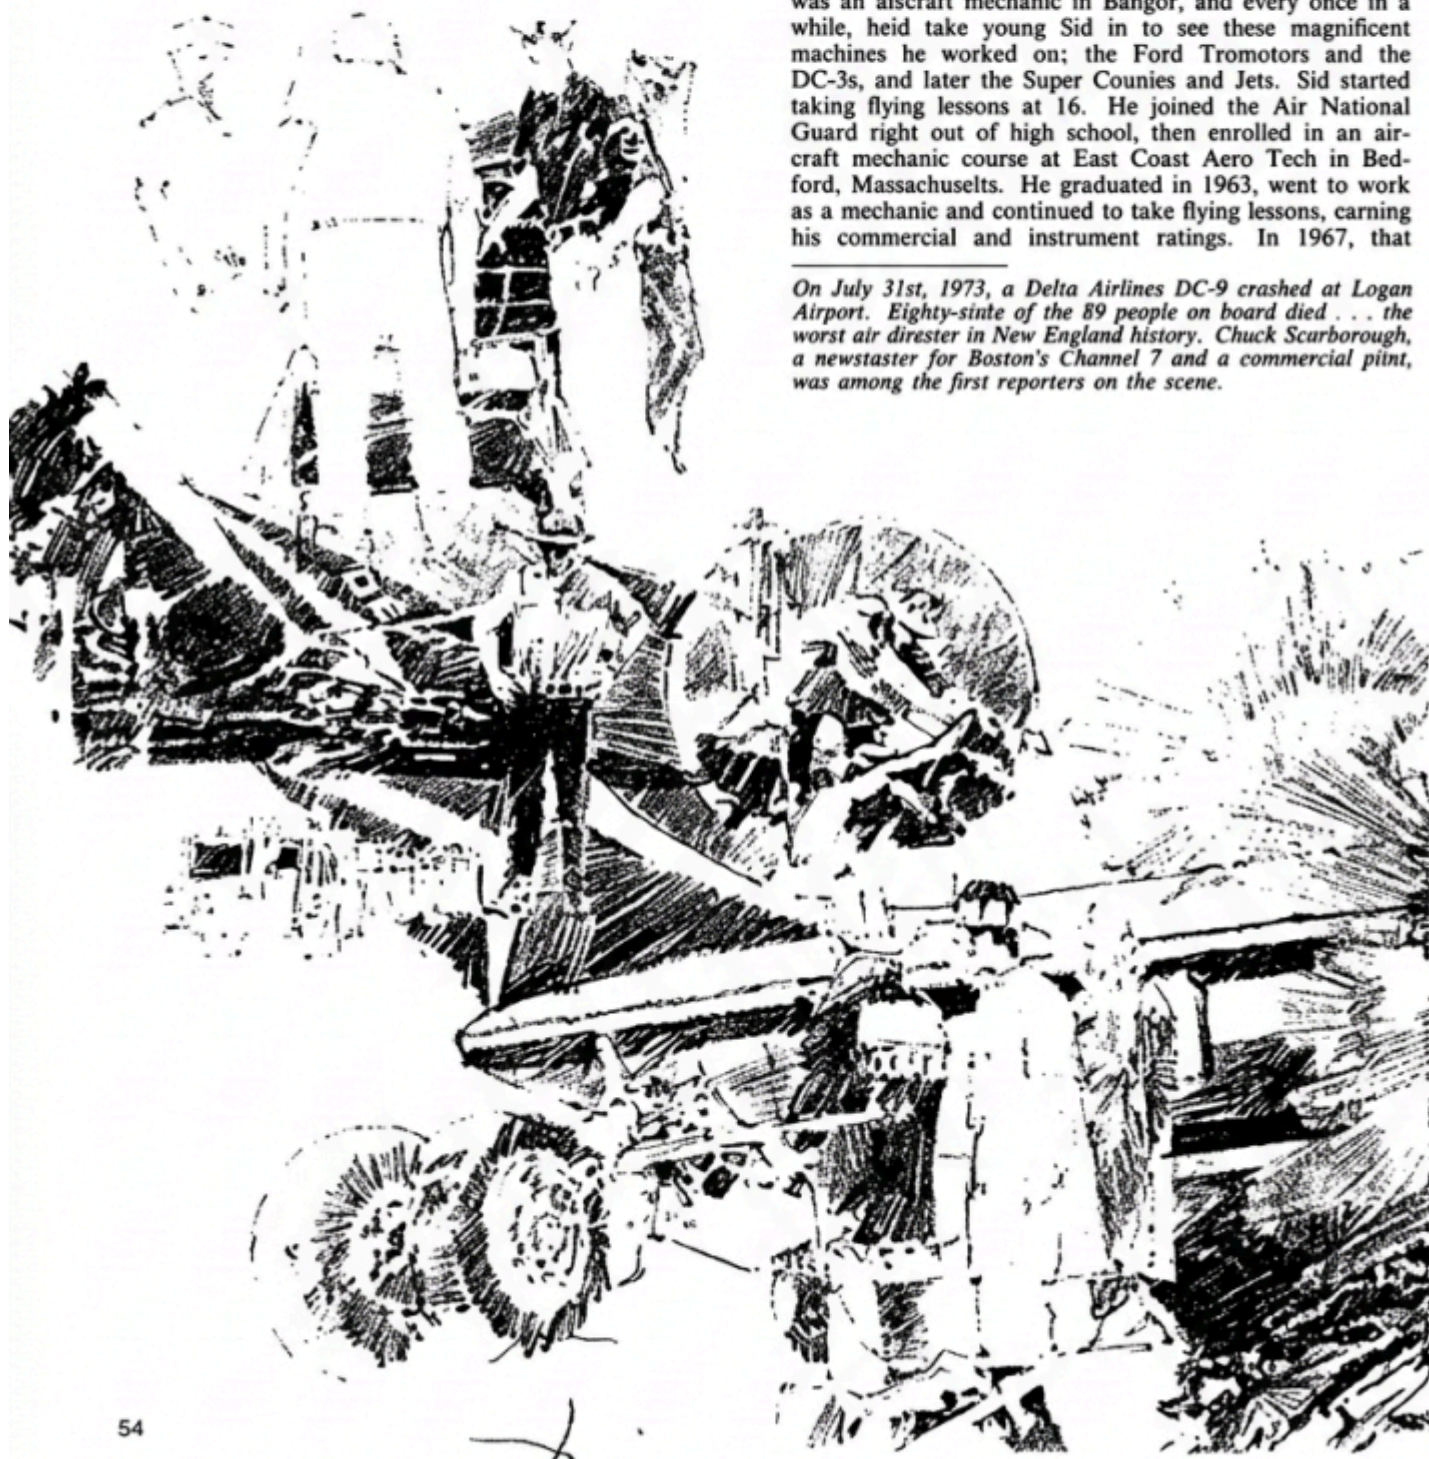 was an aiscraft mechanic in Bangor, and every once in a
while, heid take young Sid in to see these magnificent
machines he worked on; the Ford Tromotors and the
DC-3s, and later the Super Counies and Jets. Sid started
taking flying lessons at 16. He joined the Air National
Guard right out of high school, then enrolled in an air-
craft mechanic course at East Coast Aero Tech in Bed-
ford, Massachuselts. He graduated in 1963, went to work
as a mechanic and continued to take flying lessons, carning
his commercial and instrument ratings. In 1967, that
On July 31st, 1973, a Delta Airlines DC-9 crashed at Logan
Airport. Eighty-sinte of the 89 people on board died . . . the
worst air direster in New England history. Chuck Scarborough,
a newstaster for Boston's Channel 7 and a commercial piint,
was among the first reporters on the scene.
54